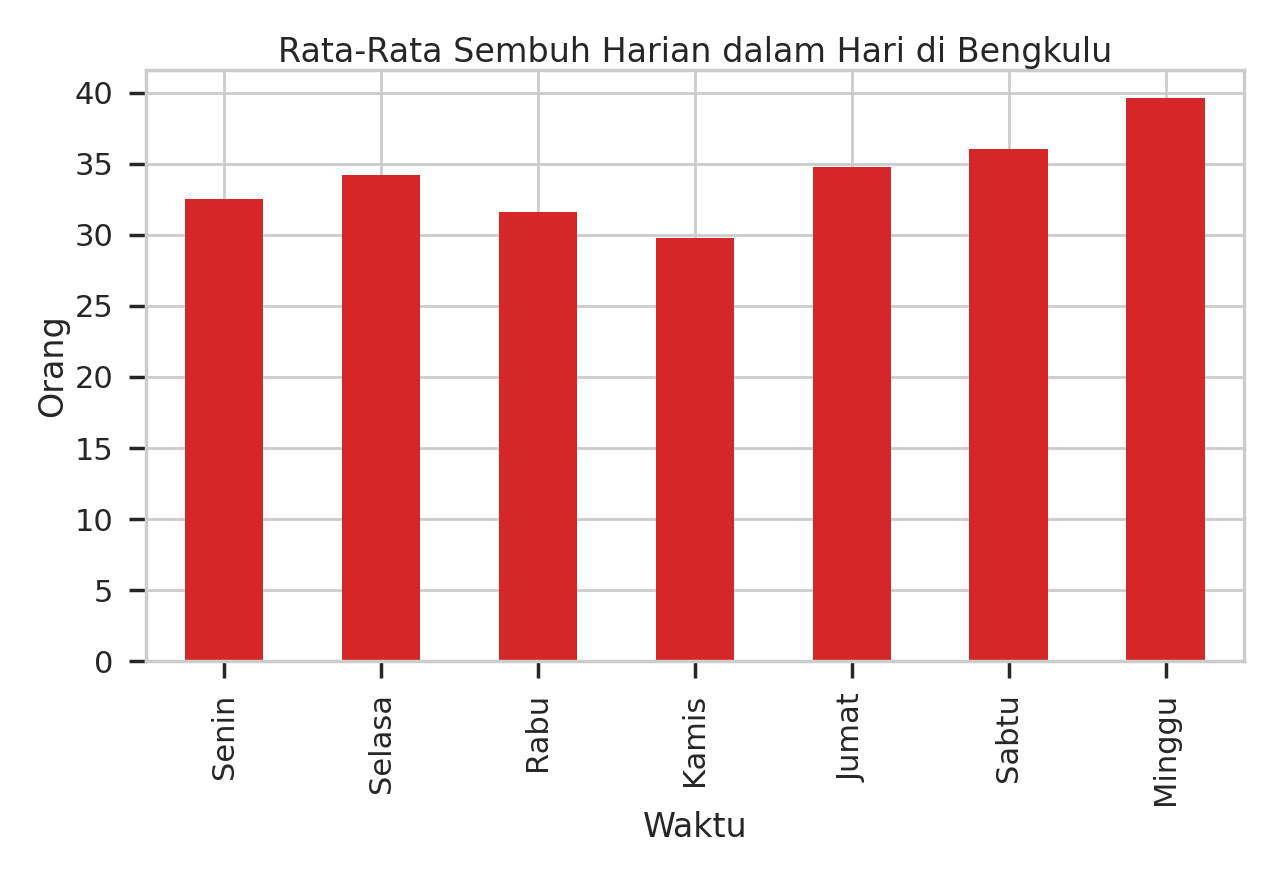 Rata-Rata Sembuh Harian dalam Hari di Bengkulu
40
35
30
25
20
15
10
5
0
Orang
Senin
Selasa
Rabu
Kamis
Jumat
Sabtu
Minggu
Waktu